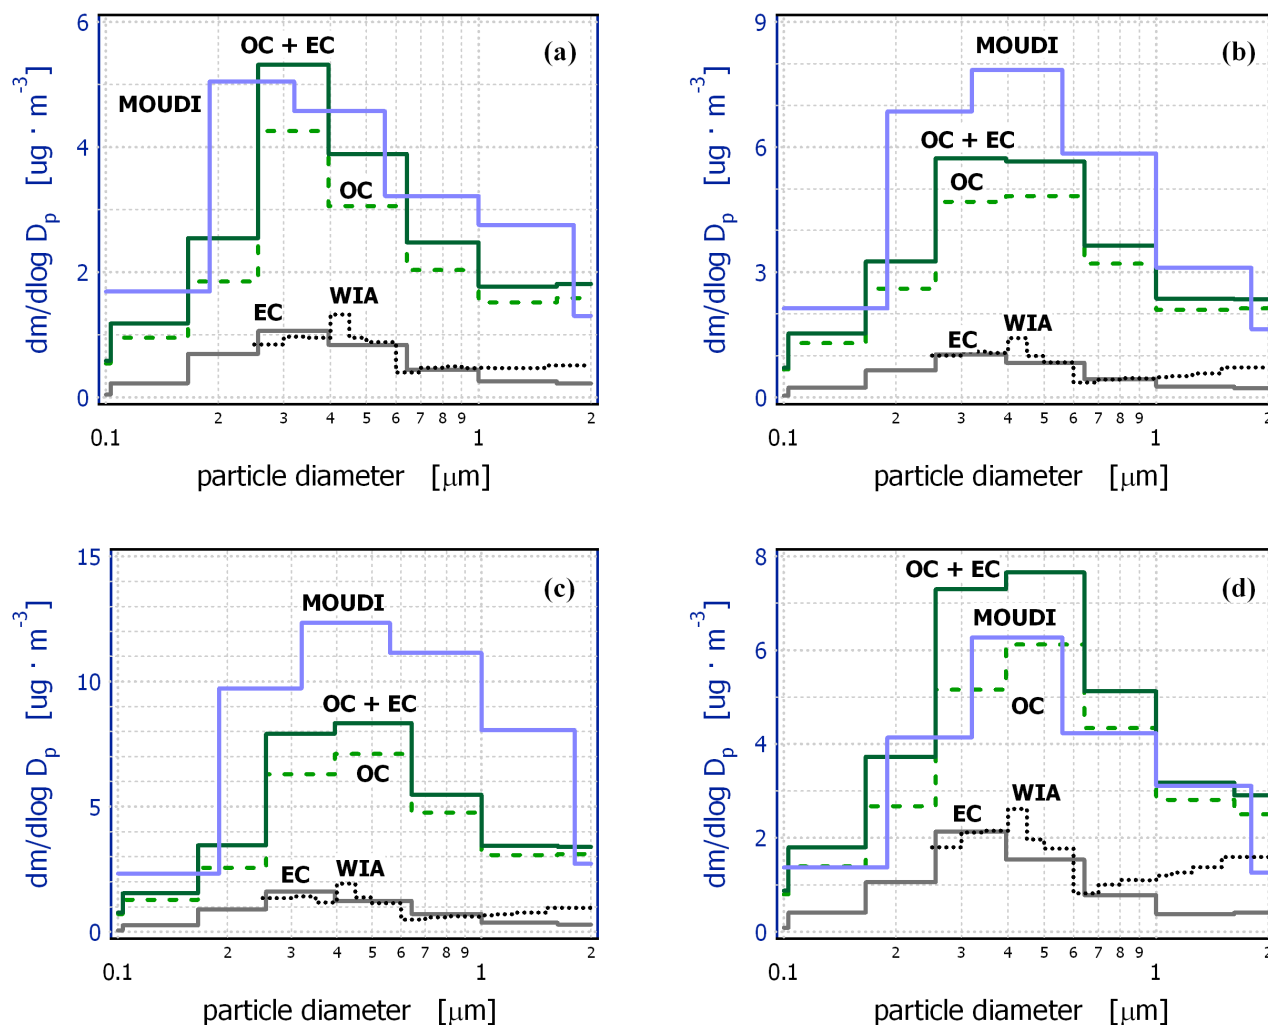 (a)
OC + EC
MOUDI
OC
EC
WIA
dm/dlog Dp [ug · m-3]
6
4
2
0
2 3 4 5 6 7 8 9 2
0.1 1
particle diameter [μm]
(b)
MOUDI
OC + EC
OC
EC
WIA
dm/dlog Dp [ug · m-3]
9
6
3
0
2 3 4 5 6 7 8 9 2
0.1 1
particle diameter [μm]
(c)
MOUDI
OC + EC
OC
EC
WIA
dm/dlog Dp [ug · m-3]
15
10
5
0
2 3 4 5 6 7 8 9 2
0.1 1
particle diameter [μm]
(d)
OC + EC
MOUDI
OC
WIA
EC
dm/dlog Dp [ug · m-3]
8
6
4
2
0
2 3 4 5 6 7 8 9 2
0.1 1
particle diameter [μm]